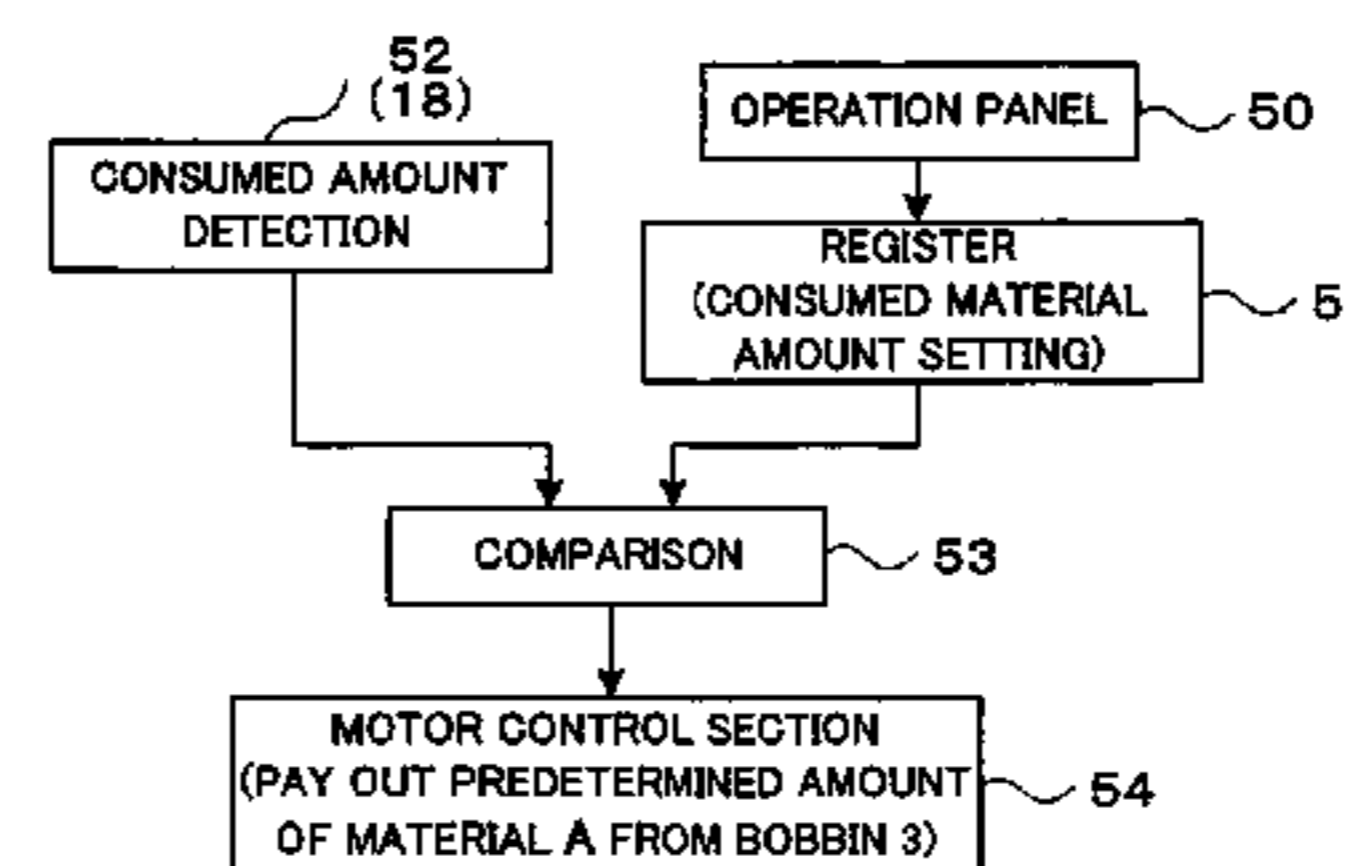 52
(18)
CONSUMED AMOUNT
DETECTION
OPERATION PANEL
50
REGISTER
(CONSUMED MATERIAL
AMOUNT SETTING)
5
COMPARISON
53
MOTOR CONTROL SECTION
(PAY OUT PREDETERMINED AMOUNT
OF MATERIAL A FROM BOBBIN 3)
54